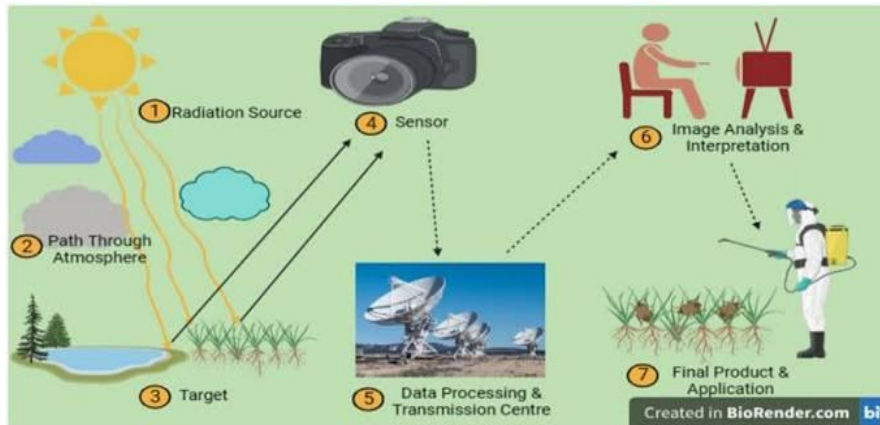 1 Radiation Source
2 Path Through
Atmosphere
3 Target
4 Sensor
5 Data Processing &
Transmission Centre
6 Image Analysis &
Interpretation
7 Final Product &
Application
Created in BioRender.com bi